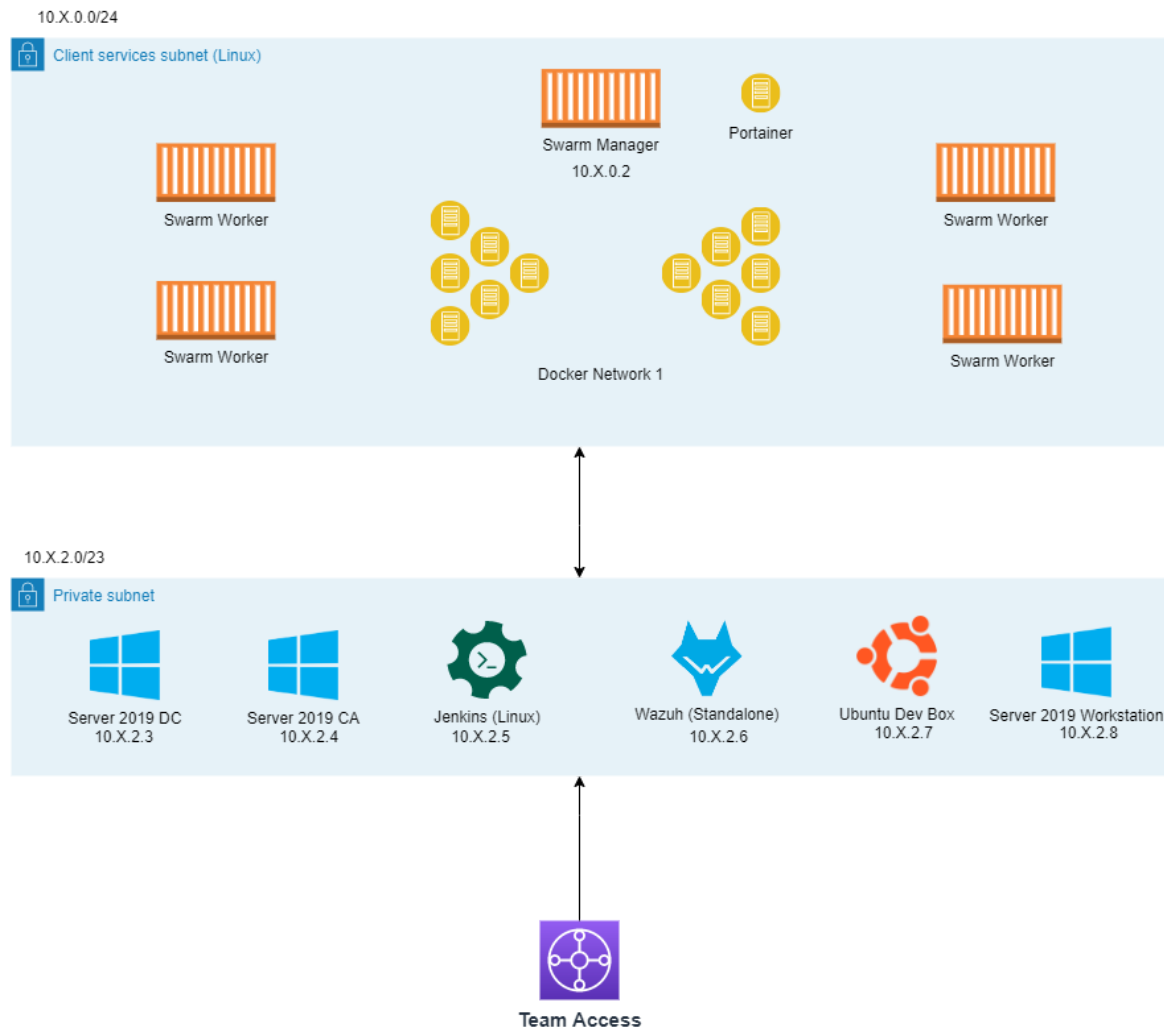 10.X.0.0/24
Client services subnet (Linux)
Swarm Manager
10.X.0.2
Portainer
Swarm Worker
Swarm Worker
Swarm Worker
Swarm Worker
Docker Network 1
10.X.2.0/23
Private subnet
Server 2019 DC
10.X.2.3
Server 2019 CA
10.X.2.4
Jenkins (Linux)
10.X.2.5
Wazuh (Standalone)
10.X.2.6
Ubuntu Dev Box
10.X.2.7
Server 2019 Workstation
10.X.2.8
Team Access